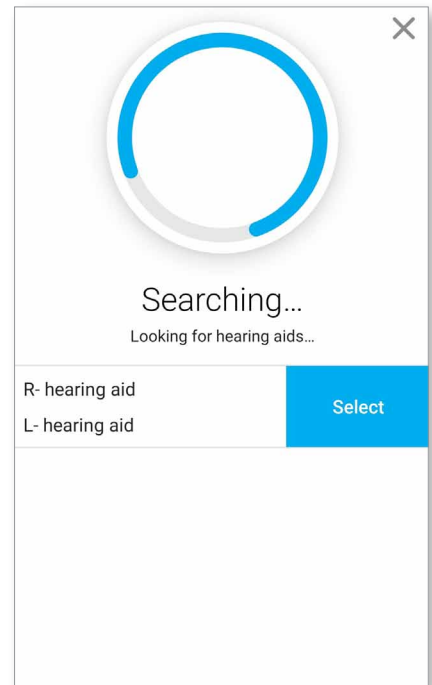 Searching...
Looking for hearing aids...
R- hearing aid
L- hearing aid
Select